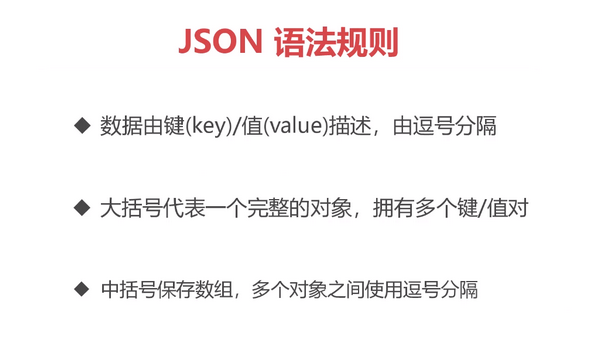 JSON 语法规则
◆ 数据由键(key)/值(value)描述，由逗号分隔
◆ 大括号代表一个完整的对象，拥有多个键/值对
◆ 中括号保存数组，多个对象之间使用逗号分隔